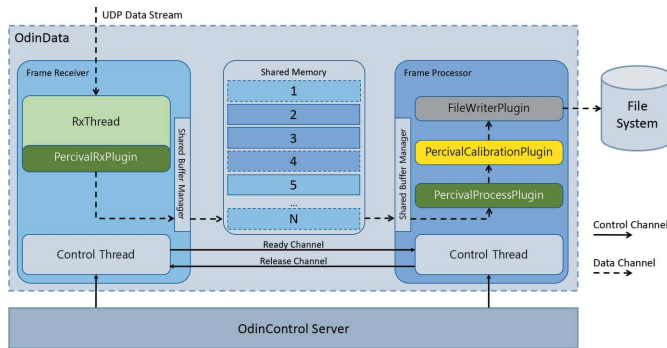 UDP Data Stream
OdinData
Frame Receiver
RxThread
PercivalRxPlugin
Shared Buffer Manager
Control Thread
Shared Memory
1
2
3
4
5
...
N
Ready Channel
Release Channel
Frame Processor
FileWriterPlugin
PercivalCalibrationPlugin
PercivalProcessPlugin
Shared Buffer Manager
Control Thread
File
System
Control Channel
Data Channel
OdinControl Server